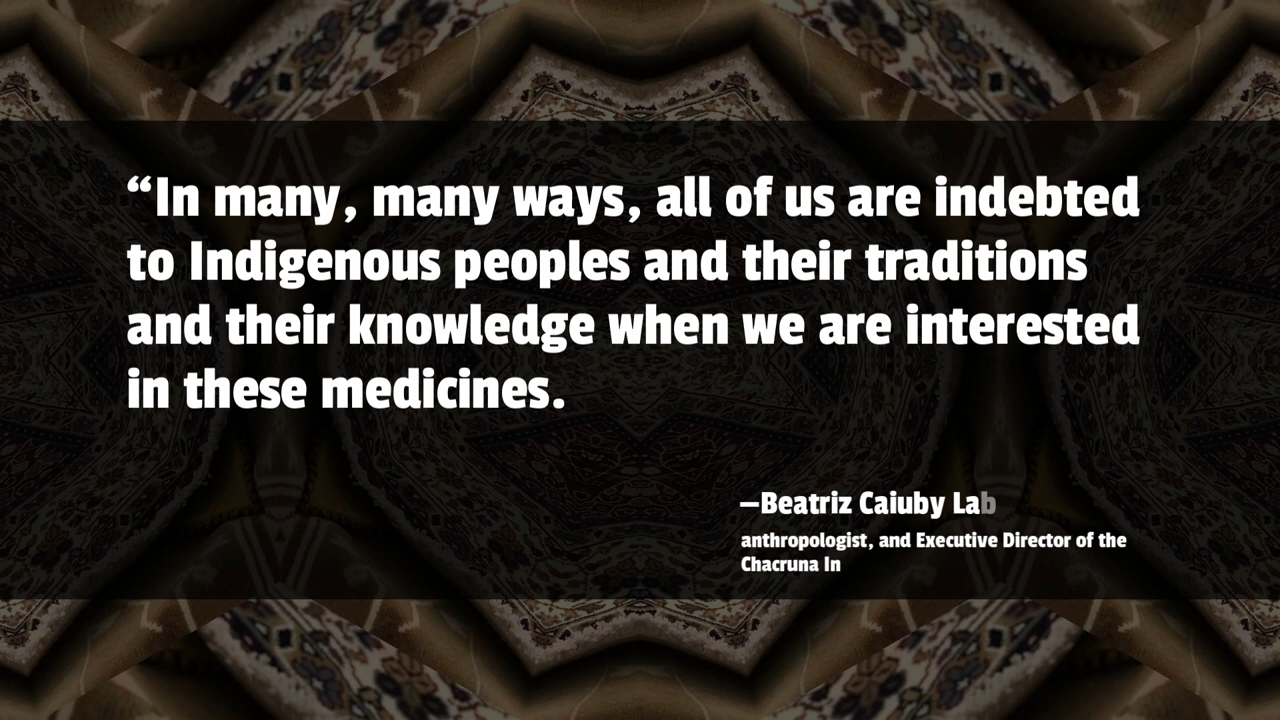 “In many, many ways, all of us are indebted
to Indigenous peoples and their traditions
and their knowledge when we are interested
in these medicines.
—Beatriz Caiuby Lab
anthropologist, and Executive Director of the
Chacruna In